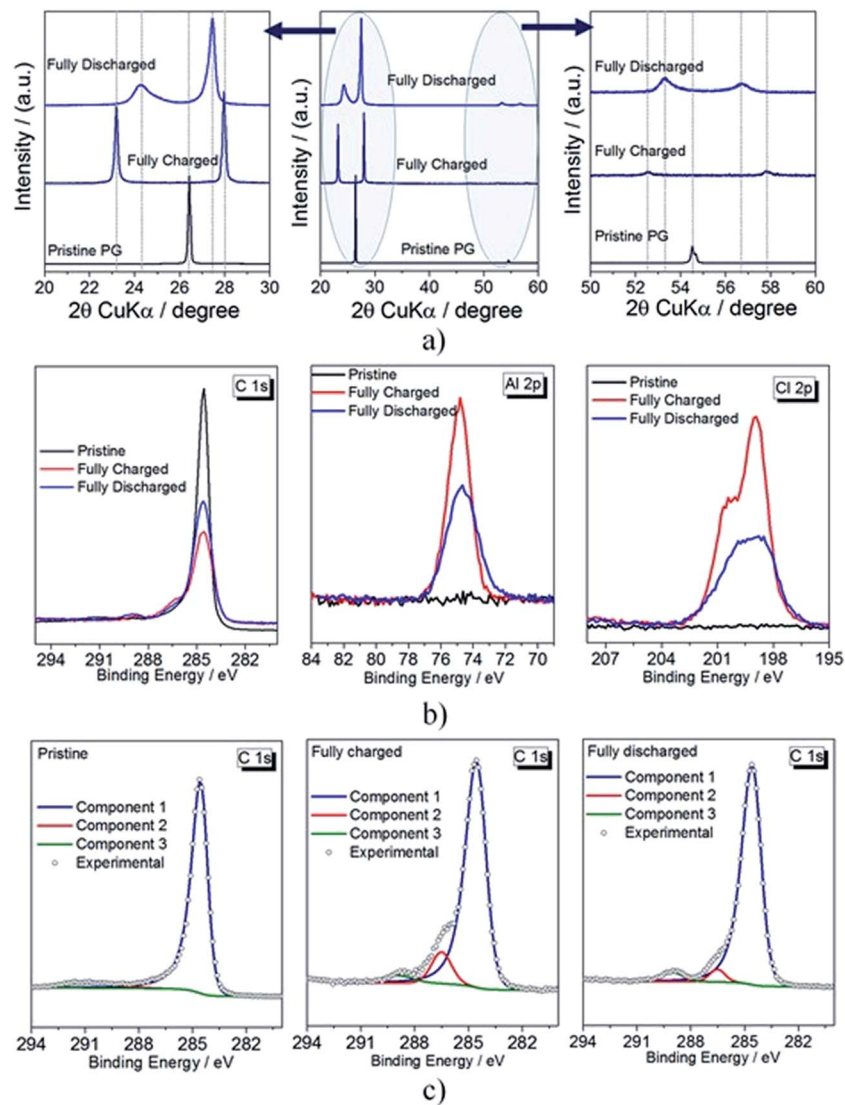 Intensity / (a.u.)
Fully Discharged
Fully Charged
Pristine PG
20 22 24 26 28 30
2θ CuKα / degree
Intensity / (a.u.)
Fully Discharged
Fully Charged
Pristine PG
20 30 40 50 60
2θ CuKα / degree
Intensity / (a.u.)
Fully Discharged
Fully Charged
Pristine PG
50 52 54 56 58 60
2θ CuKα / degree
a)
C 1s
Pristine
Fully Charged
Fully Discharged
294 291 288 285 282
Binding Energy / eV
Pristine
Al 2p
Fully Charged
Fully Discharged
84 82 80 78 76 74 72 70
Binding Energy / eV
Pristine
Cl 2p
Fully Charged
Fully Discharged
207 204 201 198 195
Binding Energy / eV
b)
Pristine
C 1s
Component 1
Component 2
Component 3
Experimental
294 291 288 285 282
Binding Energy / eV
Fully charged
C 1s
Component 1
Component 2
Component 3
Experimental
294 291 288 285 282
Binding Energy / eV
Fully discharged
C 1s
Component 1
Component 2
Component 3
Experimental
294 291 288 285 282
Binding Energy / eV
c)